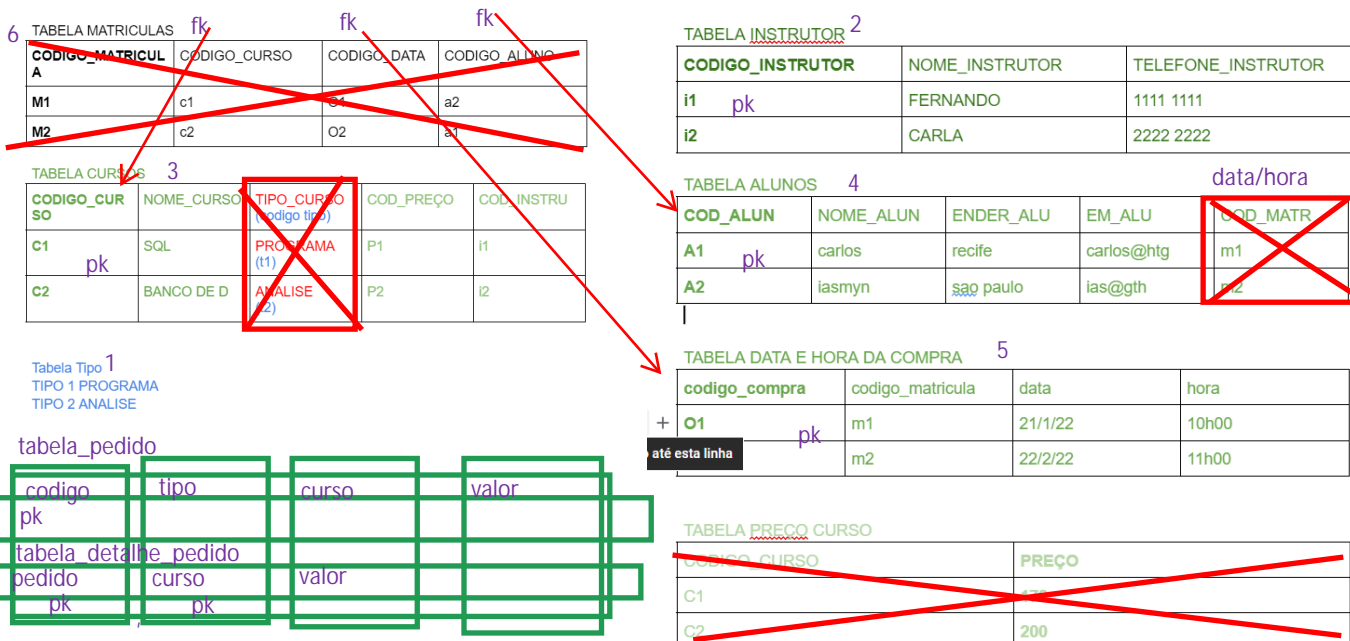 6 TABELA MATRICULAS fk fk fk
CODIGO_MATRICULA CODIGO_CURSO CODIGO_DATA CODIGO_ALUNO
M1 c1 O1 a2
M2 c2 O2 a1
TABELA CURSOS 3
CODIGO_CURSO NOME_CURSO TIPO_CURSO (codigo tipo) COD_PREÇO COD_INSTRU
C1 SQL PROGRAMA (t1) P1 i1
pk
C2 BANCO DE D ANALISE (t2) P2 i2
Tabela Tipo 1
TIPO 1 PROGRAMA
TIPO 2 ANALISE
tabela_pedido
codigo tipo curso valor
pk
tabela_detalhe_pedido
pedido curso valor
pk pk
,
TABELA INSTRUTOR 2
CODIGO_INSTRUTOR NOME_INSTRUTOR TELEFONE_INSTRUTOR
i1 pk FERNANDO 1111 1111
i2 CARLA 2222 2222
TABELA ALUNOS 4 data/hora
COD_ALUN NOME_ALUN ENDER_ALU EM_ALU COD_MATR
A1 pk carlos recife carlos@htg m1
A2 iasmyn sao paulo ias@gth m2
TABELA DATA E HORA DA COMPRA 5
codigo_compra codigo_matricula data hora
O1 pk m1 21/1/22 10h00
até esta linha m2 22/2/22 11h00
TABELA PREÇO CURSO
CODIGO_CURSO PREÇO
C1
C2 200